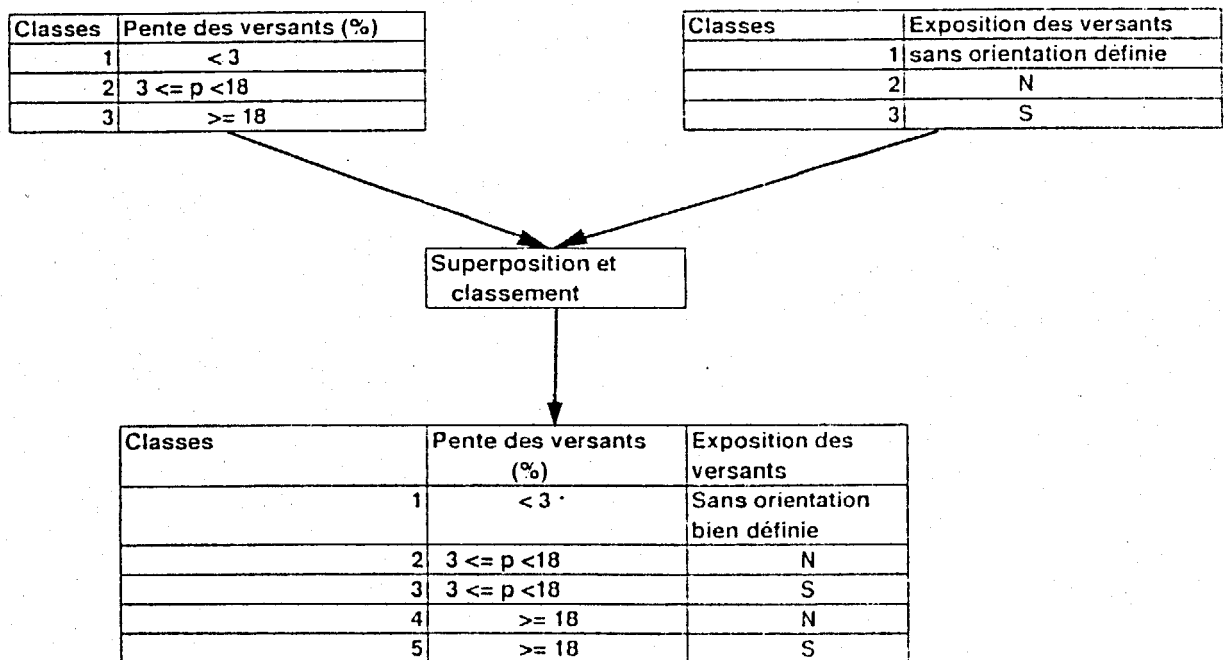 Classes Pente des versants (%)
1 < 3
2 3 <= p <18
3 >= 18
Classes Exposition des versants
1 sans orientation définie
2 N
3 S
Superposition et
classement
Classes Pente des versants Exposition des
(%) versants
1 < 3 Sans orientation
bien définie
2 3 <= p <18 N
3 3 <= p <18 S
4 >= 18 N
5 >= 18 S